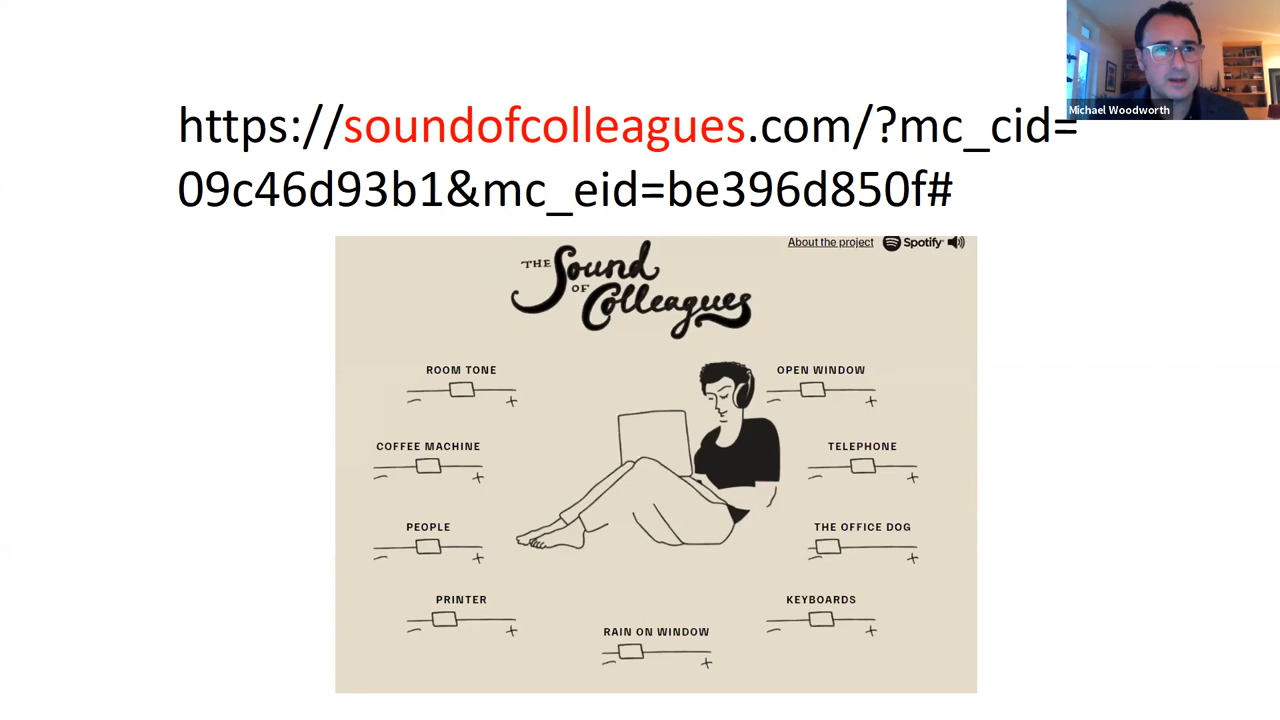 Michael Woodworth
https://soundofcolleagues.com/?mc_cid=
09c46d93b1&mc_eid=be396d850f#
About the project Spotify
THE Sound
OF Colleagues
ROOM TONE
OPEN WINDOW
COFFEE MACHINE
TELEPHONE
PEOPLE
THE OFFICE DOG
PRINTER
KEYBOARDS
RAIN ON WINDOW